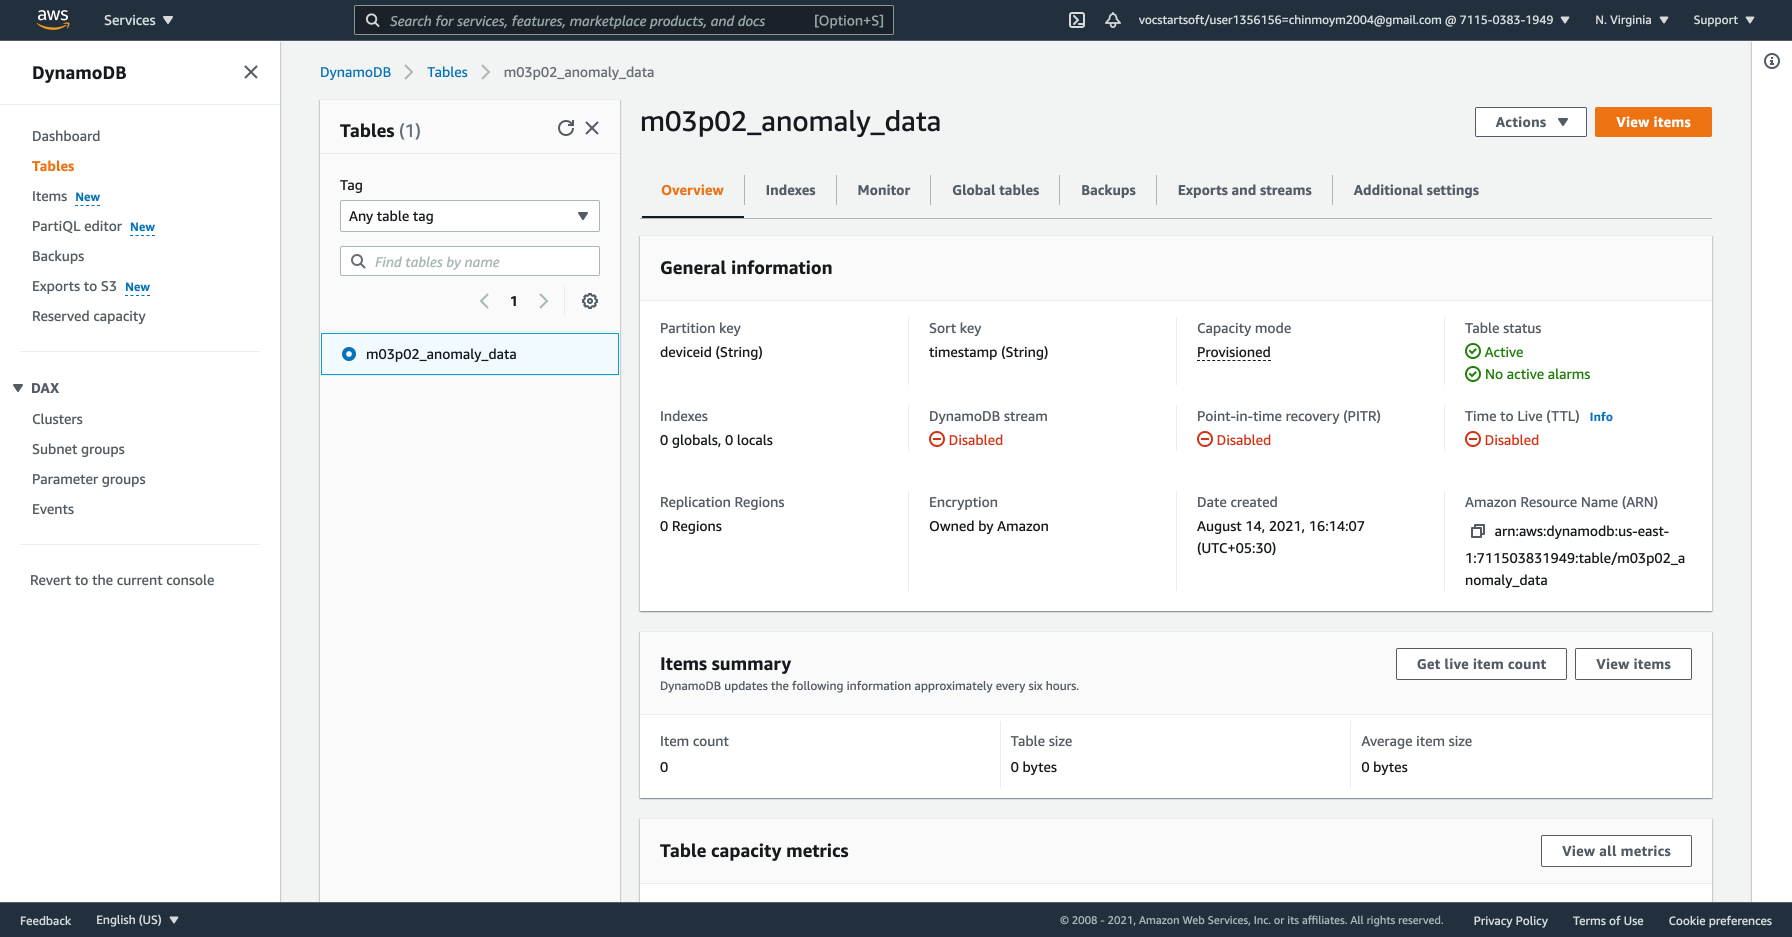 aws
Services
Search for services, features, marketplace products, and docs [Option+S]
vocstartsoft/user1356156=chinmoym2004@gmail.com @ 7115-0383-1949
N. Virginia
Support
DynamoDB
Dashboard
Tables
Items New
PartiQL editor New
Backups
Exports to S3 New
Reserved capacity
DAX
Clusters
Subnet groups
Parameter groups
Events
Revert to the current console
DynamoDB
Tables
m03p02_anomaly_data
Tables (1)
Tag
Any table tag
Find tables by name
1
m03p02_anomaly_data
m03p02_anomaly_data
Actions
View items
Overview
Indexes
Monitor
Global tables
Backups
Exports and streams
Additional settings
General information
Partition key
deviceid (String)
Sort key
timestamp (String)
Capacity mode
Provisioned
Table status
Active
No active alarms
Indexes
0 globals, 0 locals
DynamoDB stream
Disabled
Point-in-time recovery (PITR)
Disabled
Time to Live (TTL) Info
Disabled
Replication Regions
0 Regions
Encryption
Owned by Amazon
Date created
August 14, 2021, 16:14:07
(UTC+05:30)
Amazon Resource Name (ARN)
arn:aws:dynamodb:us-east-
1:711503831949:table/m03p02_a
nomaly_data
Items summary
DynamoDB updates the following information approximately every six hours.
Get live item count
View items
Item count
0
Table size
0 bytes
Average item size
0 bytes
Table capacity metrics
View all metrics
Feedback
English (US)
© 2008 - 2021, Amazon Web Services, Inc. or its affiliates. All rights reserved.
Privacy Policy
Terms of Use
Cookie preferences